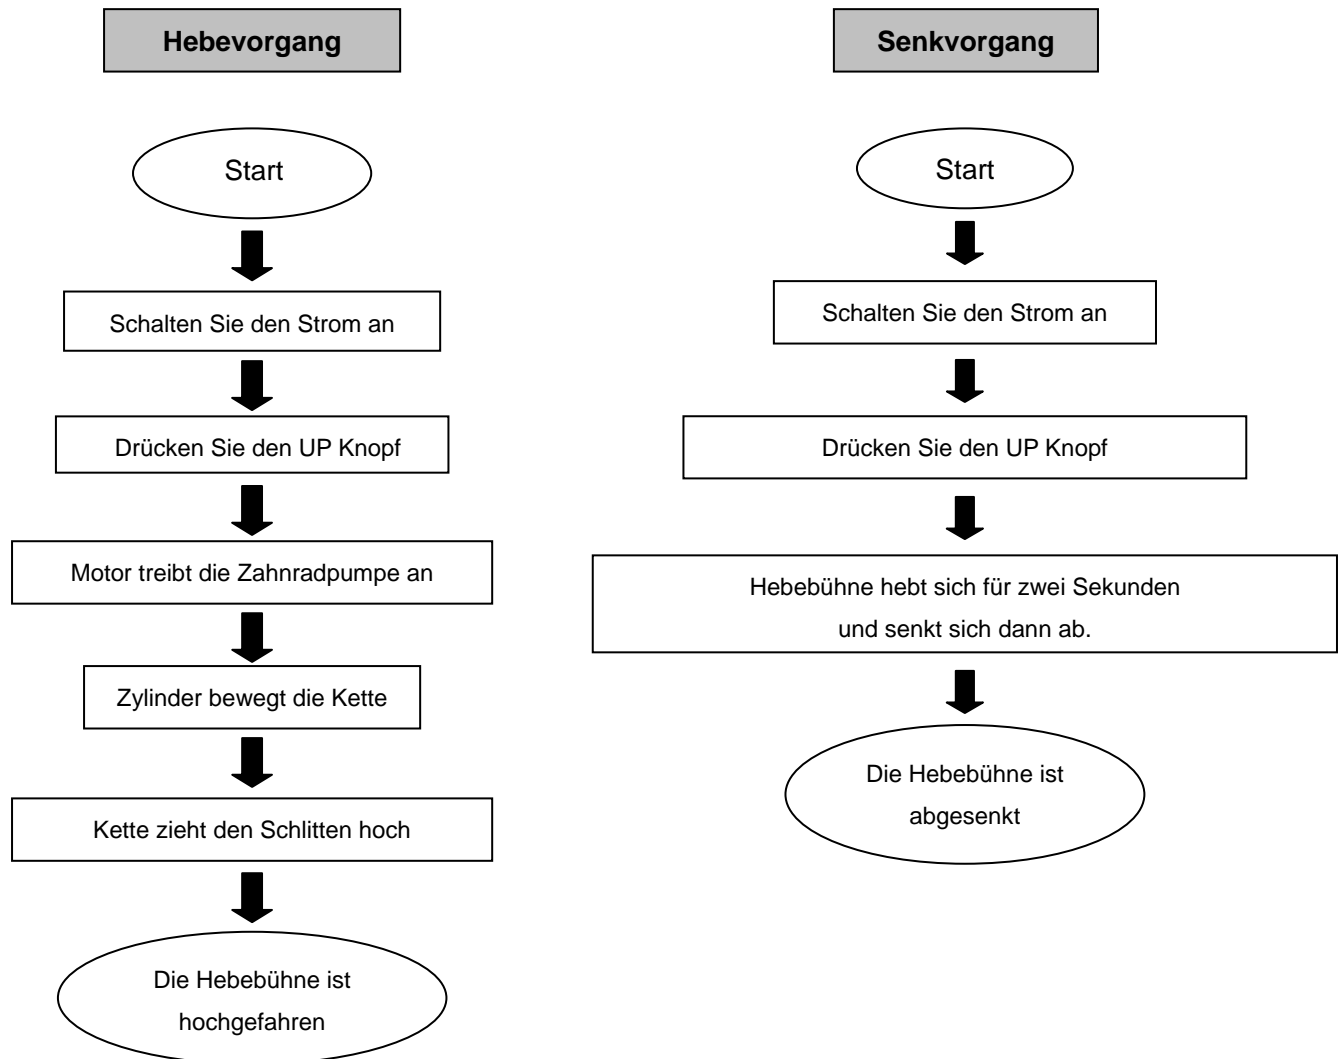 Hebevorgang
Start
Schalten Sie den Strom an
Drücken Sie den UP Knopf
Motor treibt die Zahnradpumpe an
Zylinder bewegt die Kette
Kette zieht den Schlitten hoch
Die Hebebühne ist
hochgefahren
Senkvorgang
Start
Schalten Sie den Strom an
Drücken Sie den UP Knopf
Hebebühne hebt sich für zwei Sekunden
und senkt sich dann ab.
Die Hebebühne ist
abgesenkt